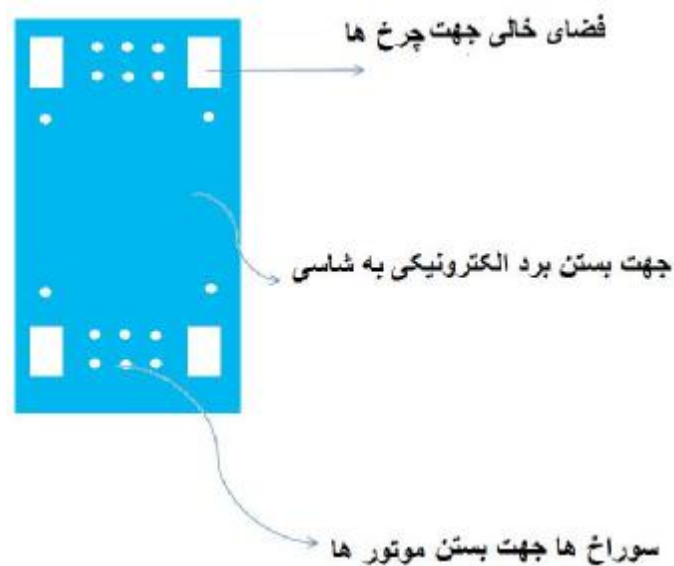 فضای خالی جهت چرخ ها
جهت بستن برد الکترونیکی به شاسی
سوراخ ها جهت بستن موتور ها